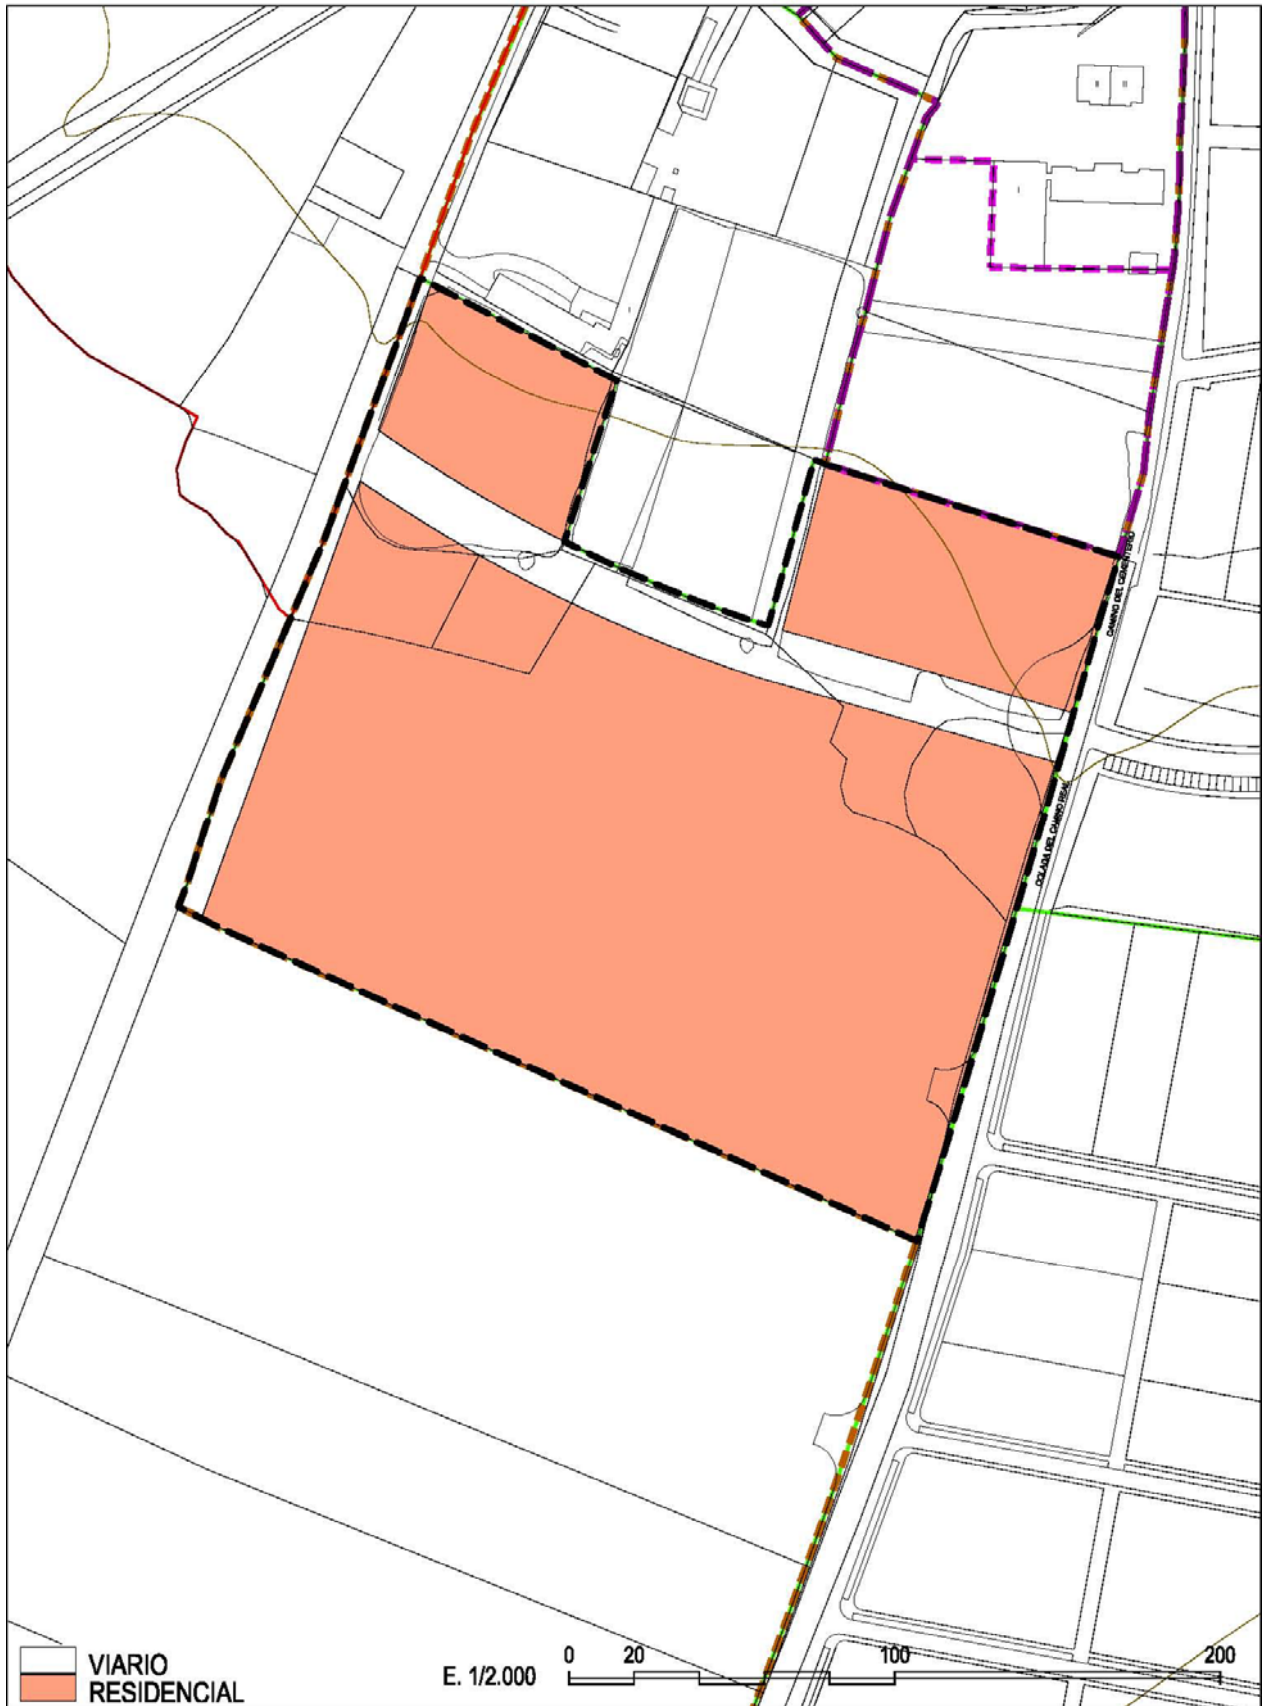 CAMINO DEL CEMENTERIO
COLADA DEL CAMINO REAL
VIARIO
RESIDENCIAL
E. 1/2.000
0 20 100 200